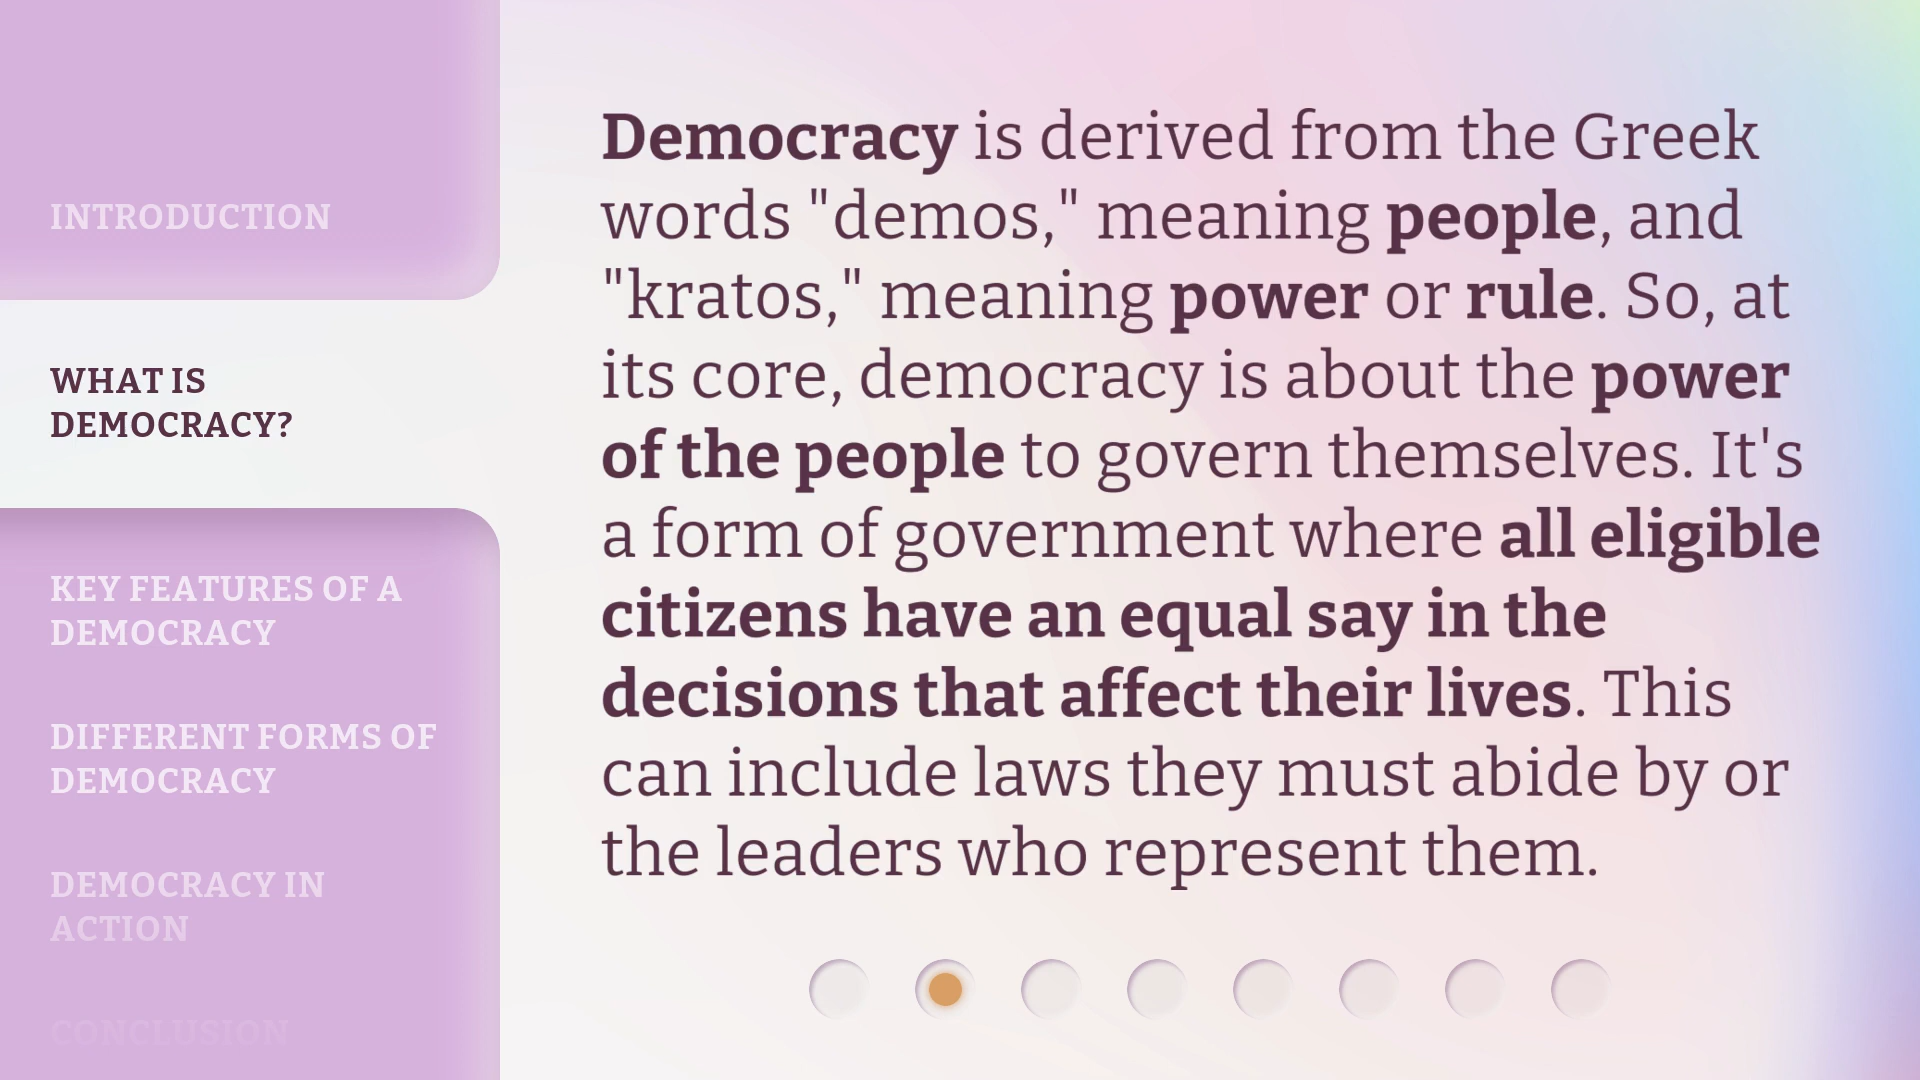 INTRODUCTION
WHAT IS
DEMOCRACY?
KEY FEATURES OF A
DEMOCRACY
DIFFERENT FORMS OF
DEMOCRACY
DEMOCRACY IN
ACTION
CONCLUSION
Democracy is derived from the Greek
words "demos," meaning people, and
"kratos," meaning power or rule. So, at
its core, democracy is about the power
of the people to govern themselves. It's
a form of government where all eligible
citizens have an equal say in the
decisions that affect their lives. This
can include laws they must abide by or
the leaders who represent them.